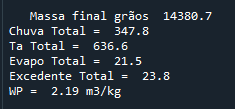 Massa final grãos  14380.7
Chuva Total =  347.8
Ta Total =  636.6
Evapo Total =  21.5
Excedente Total =  23.8
WP =  2.19 m3/kg